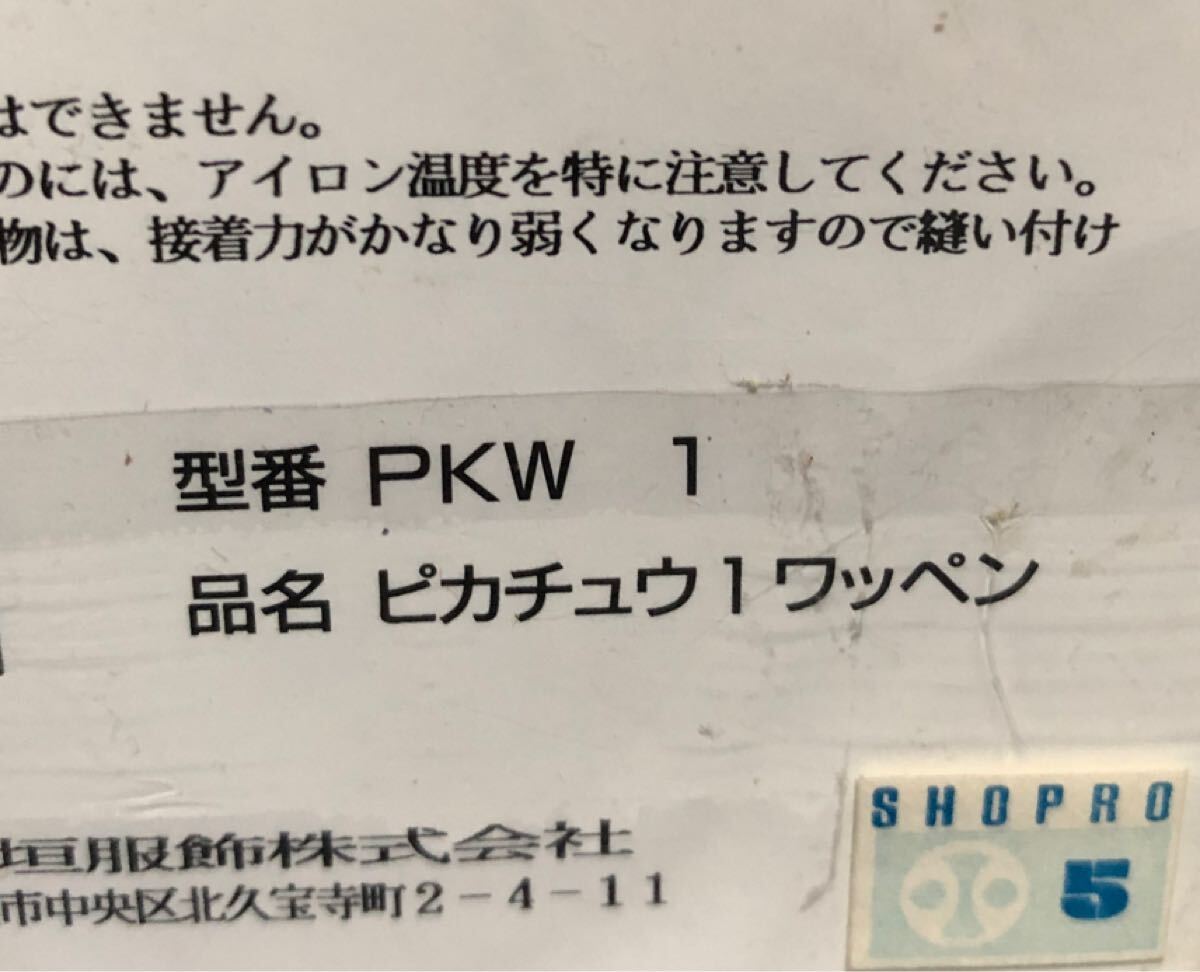 はできません。
のには、アイロン温度を特に注意してください。
物は、接着力がかなり弱くなりますので縫い付け
型番 PKW 1
品名 ピカチュウ1ワッペン
垣服飾株式会社
市中央区北久宝寺町2-4-11
SHOPRO
5